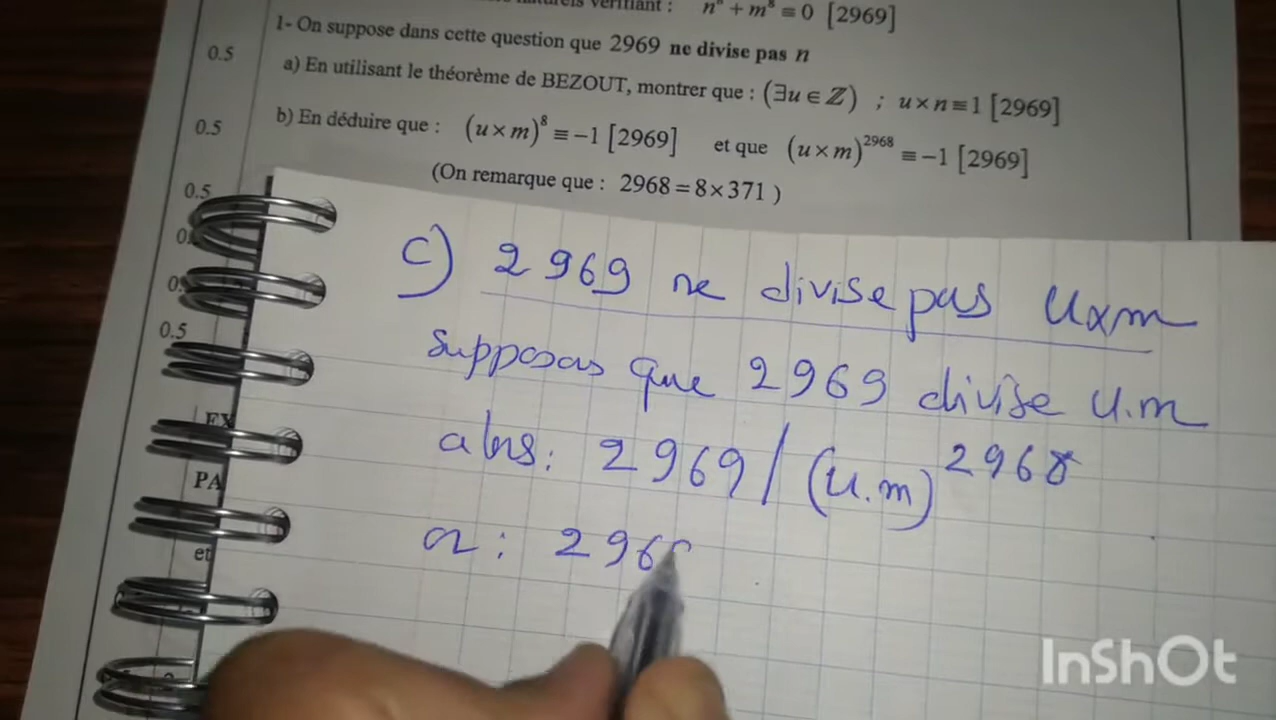 vérifiant : n⁸ + m⁸ ≡ 0 [2969]
1- On suppose dans cette question que 2969 ne divise pas n
0.5 a) En utilisant le théorème de BEZOUT, montrer que : (∃u ∈ ℤ) ; u × n ≡ 1 [2969]
0.5 b) En déduire que : (u × m)⁸ ≡ -1 [2969] et que (u × m)²⁹⁶⁸ ≡ -1 [2969]
(On remarque que : 2968 = 8 × 371 )
0.5
0.5
c) 2969 ne divise pas u×m
supposons que 2969 divise u.m
alors : 2969 / (u.m)²⁹⁶⁸
or : 296
PA
et
InShOt